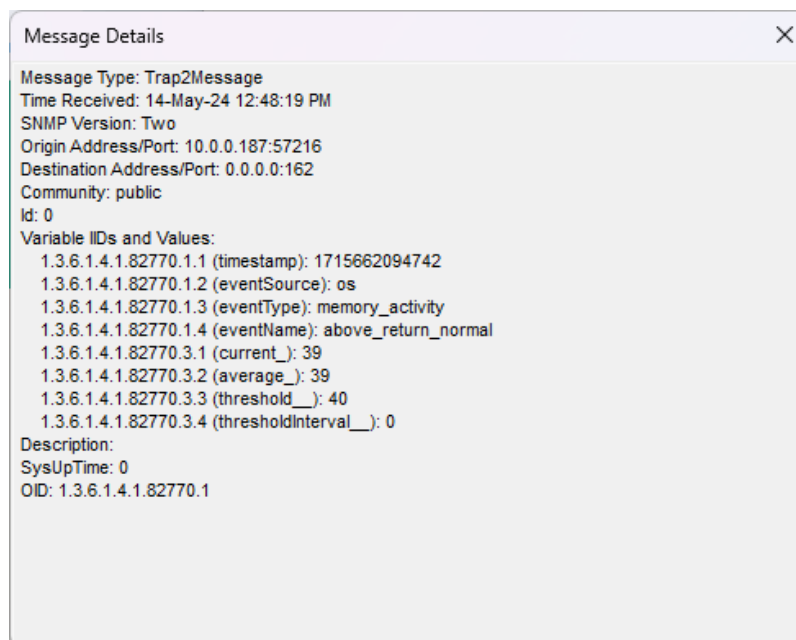 Message Details
Message Type: Trap2Message
Time Received: 14-May-24 12:48:19 PM
SNMP Version: Two
Origin Address/Port: 10.0.0.187:57216
Destination Address/Port: 0.0.0.0:162
Community: public
Id: 0
Variable IIDs and Values:
1.3.6.1.4.1.82770.1.1 (timestamp): 1715662094742
1.3.6.1.4.1.82770.1.2 (eventSource): os
1.3.6.1.4.1.82770.1.3 (eventType): memory_activity
1.3.6.1.4.1.82770.1.4 (eventName): above_return_normal
1.3.6.1.4.1.82770.3.1 (current_): 39
1.3.6.1.4.1.82770.3.2 (average_): 39
1.3.6.1.4.1.82770.3.3 (threshold__): 40
1.3.6.1.4.1.82770.3.4 (thresholdInterval__): 0
Description:
SysUpTime: 0
OID: 1.3.6.1.4.1.82770.1